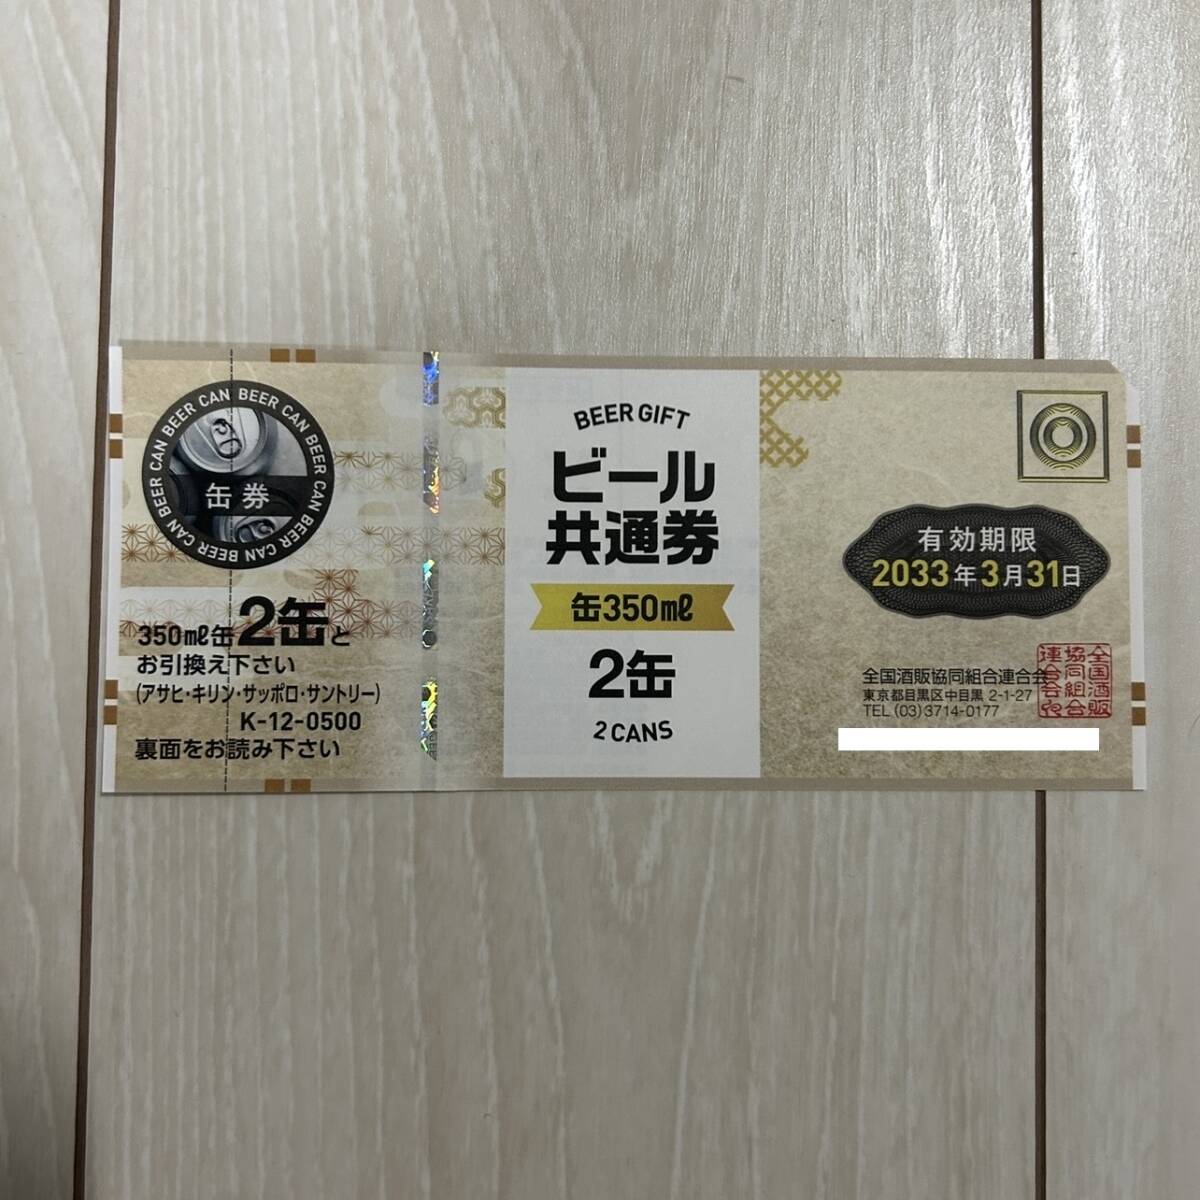 BEER CAN BEER CAN BEER CAN BEER CAN BEER CAN BEER CAN
缶券
350㎖缶2缶と
お引換え下さい
(アサヒ・キリン・サッポロ・サントリー)
K-12-0500
裏面をお読み下さい
BEER GIFT
ビール
共通券
缶350㎖
2缶
2 CANS
有効期限
2033年3月31日
全国酒販協同組合連合会
東京都目黒区中目黒 2-1-27
TEL (03)3714-0177
全国酒販
協同組合
連合会